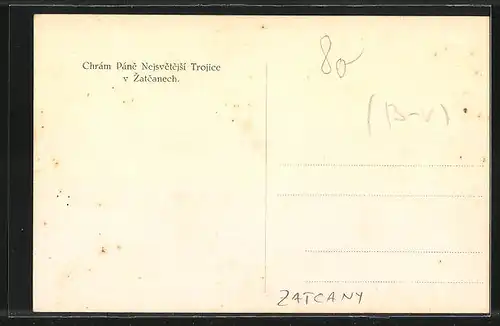 Chrám Páně Nejsvětější Trojice
v Žatčanech.
80
(B-V)
ZATCANY